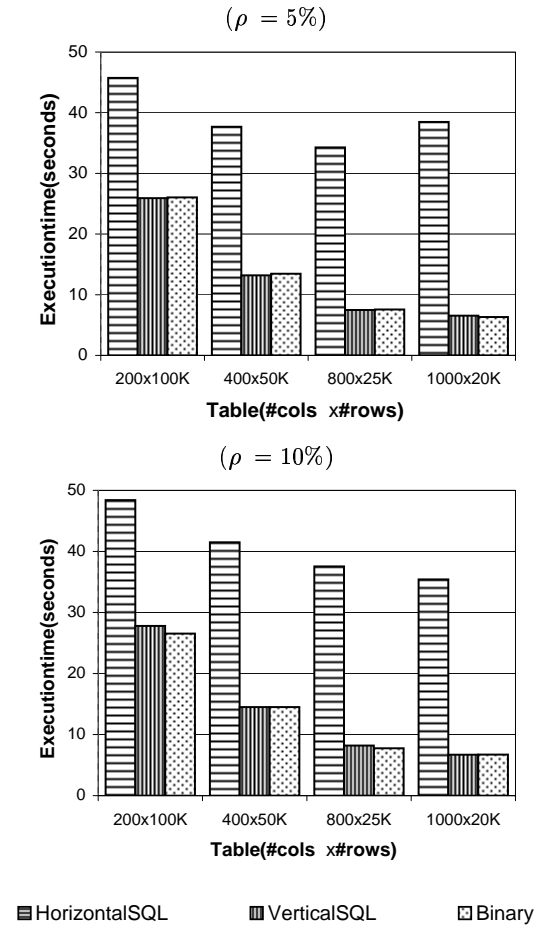 (ρ = 5%)
50
40
30
20
10
0
Executiontime(seconds)
200x100K 400x50K 800x25K 1000x20K
Table(#cols x#rows)
(ρ = 10%)
50
40
30
20
10
0
Executiontime(seconds)
200x100K 400x50K 800x25K 1000x20K
Table(#cols x#rows)
HorizontalSQL VerticalSQL Binary